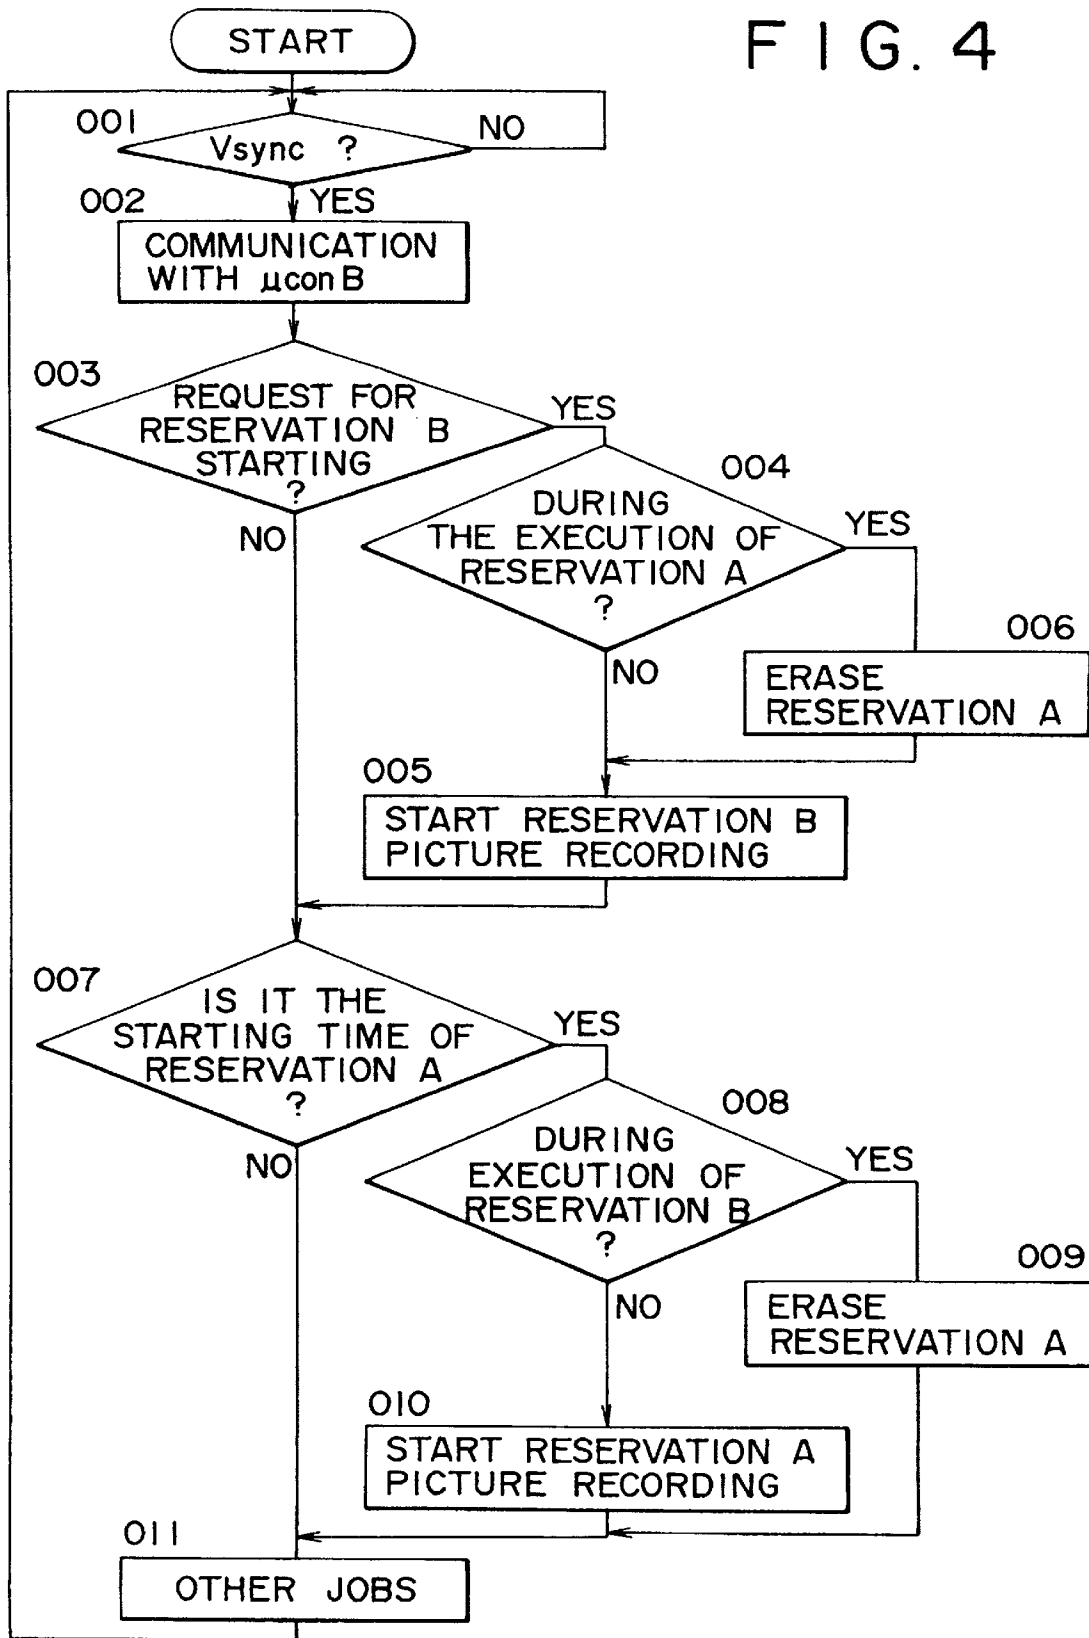 FIG. 4
START
001
Vsync ?
NO
YES
002
COMMUNICATION
WITH μcon B
003
REQUEST FOR
RESERVATION B
STARTING
?
YES
NO
004
DURING
THE EXECUTION OF
RESERVATION A
?
YES
NO
006
ERASE
RESERVATION A
005
START RESERVATION B
PICTURE RECORDING
007
IS IT THE
STARTING TIME OF
RESERVATION A
?
YES
NO
008
DURING
EXECUTION OF
RESERVATION B
?
YES
NO
009
ERASE
RESERVATION A
010
START RESERVATION A
PICTURE RECORDING
011
OTHER JOBS